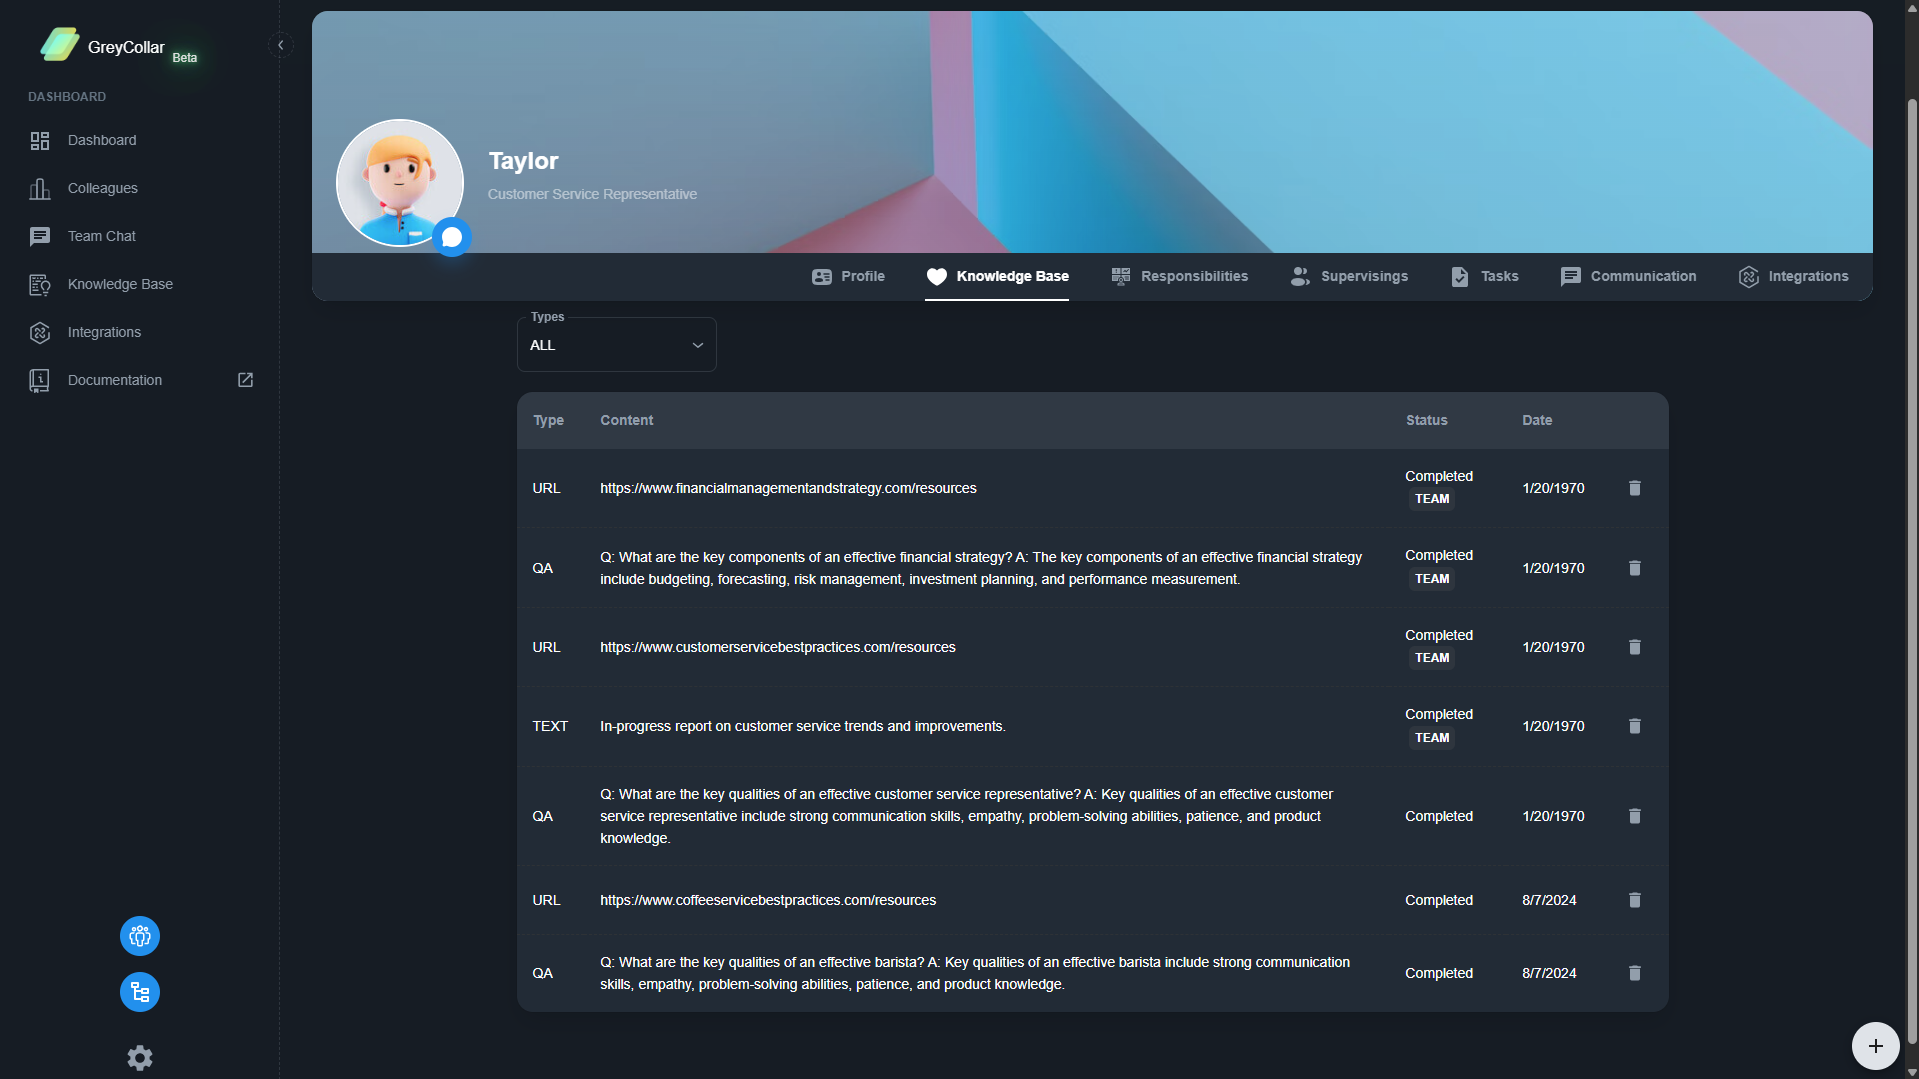 GreyCollar
Beta
DASHBOARD
Dashboard
Colleagues
Team Chat
Knowledge Base
Integrations
Documentation
Taylor
Customer Service Representative
Profile
Knowledge Base
Responsibilities
Supervisings
Tasks
Communication
Integrations
Types
ALL
Type Content Status Date
URL https://www.financialmanagementandstrategy.com/resources Completed TEAM 1/20/1970
QA Q: What are the key components of an effective financial strategy? A: The key components of an effective financial strategy
include budgeting, forecasting, risk management, investment planning, and performance measurement. Completed TEAM 1/20/1970
URL https://www.customerservicebestpractices.com/resources Completed TEAM 1/20/1970
TEXT In-progress report on customer service trends and improvements. Completed TEAM 1/20/1970
QA Q: What are the key qualities of an effective customer service representative? A: Key qualities of an effective customer
service representative include strong communication skills, empathy, problem-solving abilities, patience, and product
knowledge. Completed 1/20/1970
URL https://www.coffeeservicebestpractices.com/resources Completed 8/7/2024
QA Q: What are the key qualities of an effective barista? A: Key qualities of an effective barista include strong communication
skills, empathy, problem-solving abilities, patience, and product knowledge. Completed 8/7/2024